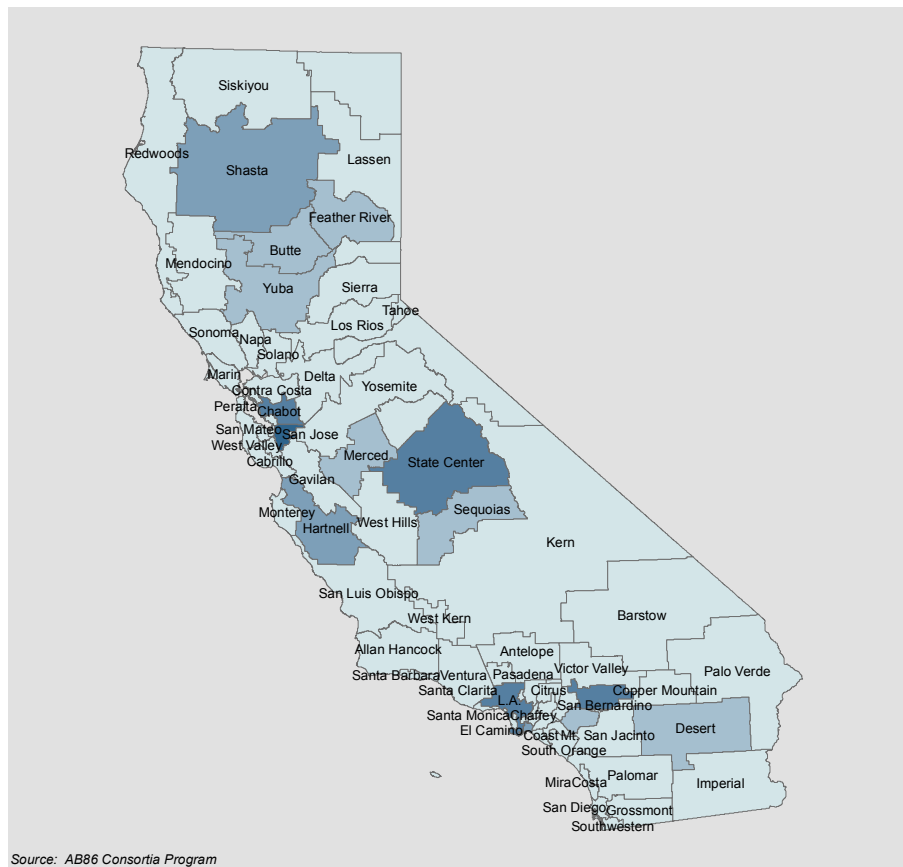 Siskiyou
Redwoods
Lassen
Shasta
Feather River
Butte
Mendocino
Yuba
Sierra
Tahoe
Los Rios
Sonoma
Napa
Solano
Marin
Delta
Contra Costa
Yosemite
Peralta
Chabot
San Mateo
San Jose
West Valley
Merced
Cabrillo
State Center
Gavilan
Monterey
Sequoias
Hartnell
West Hills
Kern
San Luis Obispo
West Kern
Barstow
Allan Hancock
Antelope
Victor Valley
Santa Barbara
Ventura
Pasadena
Palo Verde
Santa Clarita
Citrus
Copper Mountain
L.A.
San Bernardino
Santa Monica
Chaffey
El Camino
Coast
Mt. San Jacinto
Desert
South Orange
MiraCosta
Palomar
Imperial
San Diego
Grossmont
Southwestern
Source: AB86 Consortia Program